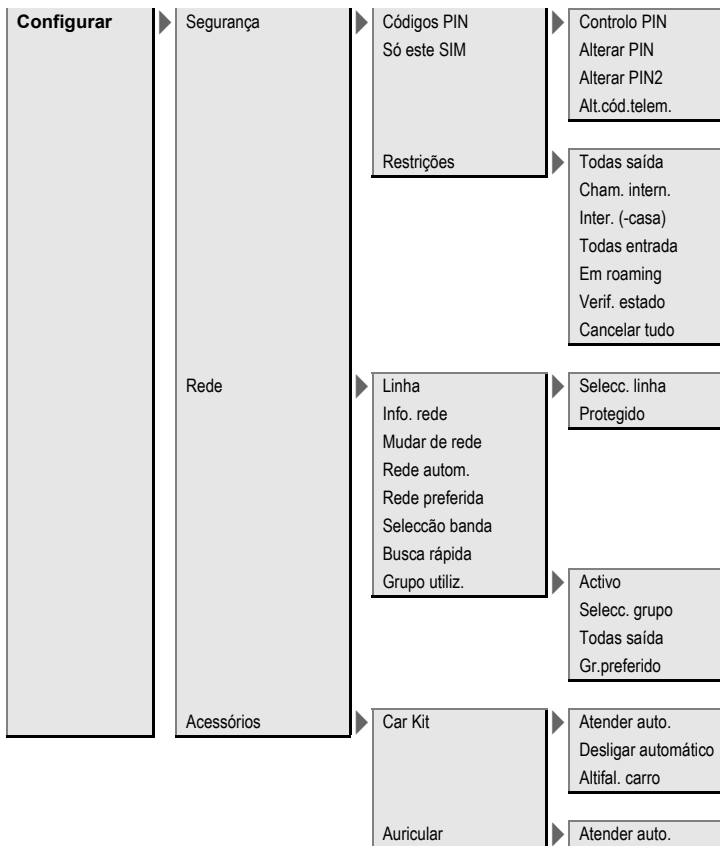 Configurar
Segurança
Códigos PIN
Controlo PIN
Alterar PIN
Alterar PIN2
Alt.cód.telem.
Só este SIM
Restrições
Todas saída
Cham. intern.
Inter. (-casa)
Todas entrada
Em roaming
Verif. estado
Cancelar tudo
Rede
Linha
Selecc. linha
Protegido
Info. rede
Mudar de rede
Rede autom.
Rede preferida
Seleccão banda
Busca rápida
Grupo utiliz.
Activo
Selecc. grupo
Todas saída
Gr.preferido
Acessórios
Car Kit
Atender auto.
Desligar automático
Altifal. carro
Auricular
Atender auto.